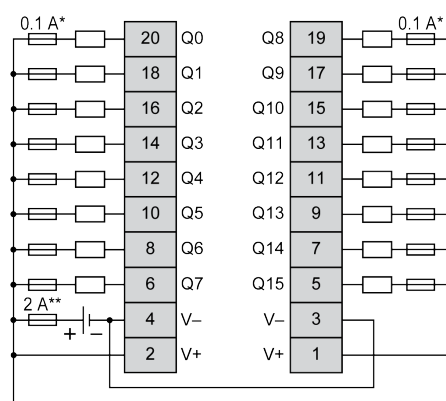 0.1 A* 20 Q0 Q8 19 0.1 A*
18 Q1 Q9 17
16 Q2 Q10 15
14 Q3 Q11 13
12 Q4 Q12 11
10 Q5 Q13 9
8 Q6 Q14 7
6 Q7 Q15 5
2 A** + – 4 V– V– 3
2 V+ V+ 1